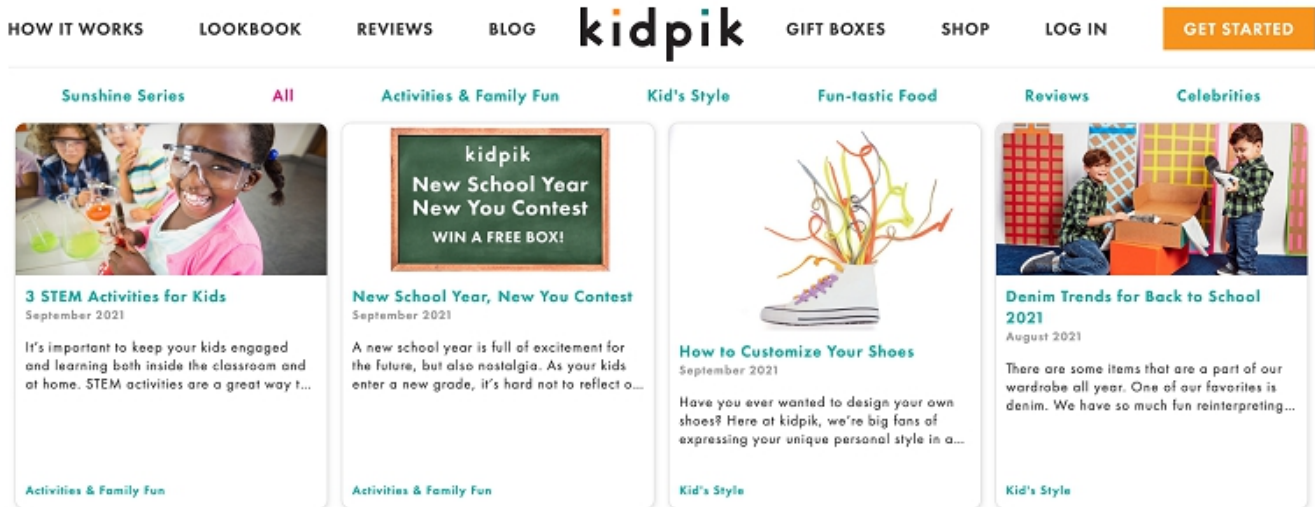 HOW IT WORKS LOOKBOOK REVIEWS BLOG kidpik GIFT BOXES SHOP LOG IN GET STARTED
Sunshine Series All Activities & Family Fun Kid's Style Fun-tastic Food Reviews Celebrities
3 STEM Activities for Kids
September 2021
It's important to keep your kids engaged
and learning both inside the classroom and
at home. STEM activities are a great way t...
Activities & Family Fun
kidpik
New School Year
New You Contest
WIN A FREE BOX!
New School Year, New You Contest
September 2021
A new school year is full of excitement for
the future, but also nostalgia. As your kids
enter a new grade, it's hard not to reflect o...
Activities & Family Fun
How to Customize Your Shoes
September 2021
Have you ever wanted to design your own
shoes? Here at kidpik, we're big fans of
expressing your unique personal style in a...
Kid's Style
Denim Trends for Back to School
2021
August 2021
There are some items that are a part of our
wardrobe all year. One of our favorites is
denim. We have so much fun reinterpreting...
Kid's Style